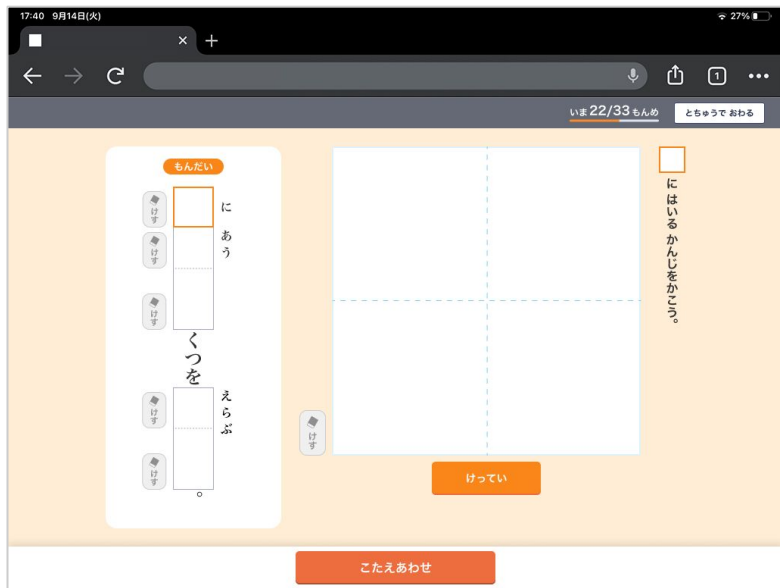 17:40 9月14日(火)
27%
1
いま22/33もんめ
とちゅうで おわる
□に はいる かんじをかこう。
もんだい
に
あう
くつを
えらぶ
。
けす
けす
けす
けす
けす
けす
けってい
こたえあわせ